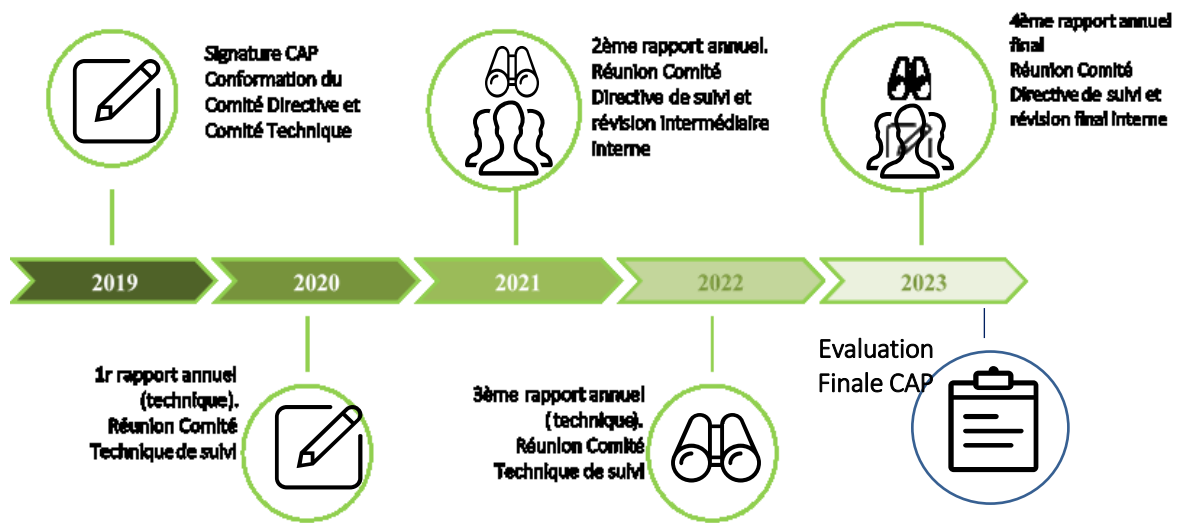 Signature CAP
Conformation du
Comité Directive et
Comité Technique
2ème rapport annuel.
Réunion Comité
Directive de suivi et
révision intermédiaire
interne
4ème rapport annuel
final
Réunion Comité
Directive de suivi et
révision final interne
2019
2020
2021
2022
2023
1r rapport annuel
(technique).
Réunion Comité
Technique de suivi
3ème rapport annuel
(technique).
Réunion Comité
Technique de suivi
Evaluation
Finale CAP